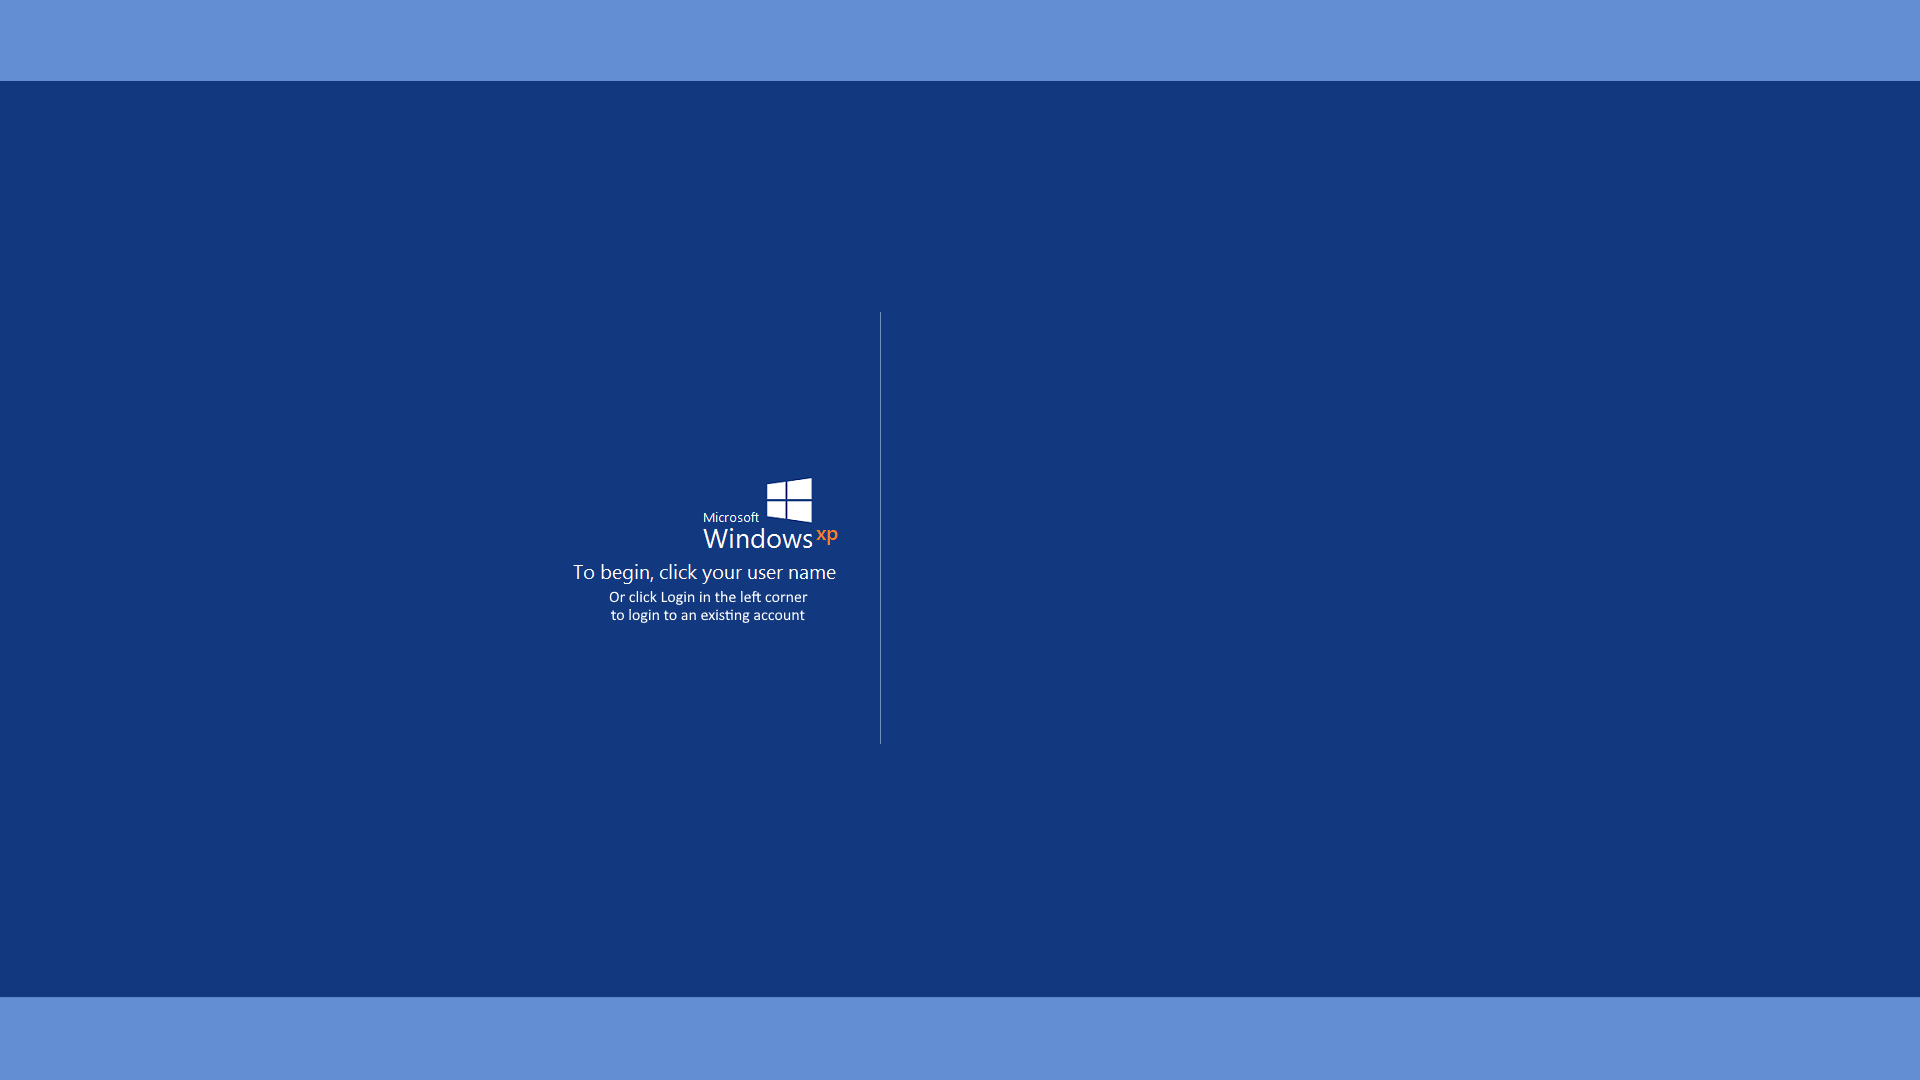 Microsoft
Windows xp
To begin, click your user name
Or click Login in the left corner
to login to an existing account